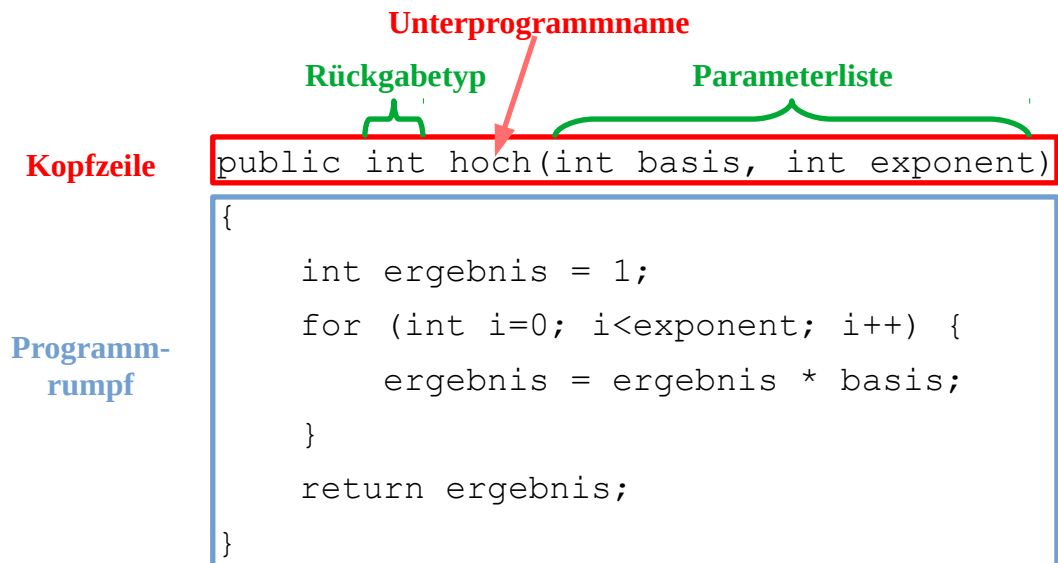 Unterprogrammname
Rückgabetyp
Parameterliste
Kopfzeile
public int hoch(int basis, int exponent)
Programm-
rumpf
{
int ergebnis = 1;
for (int i=0; i<exponent; i++) {
ergebnis = ergebnis * basis;
}
return ergebnis;
}